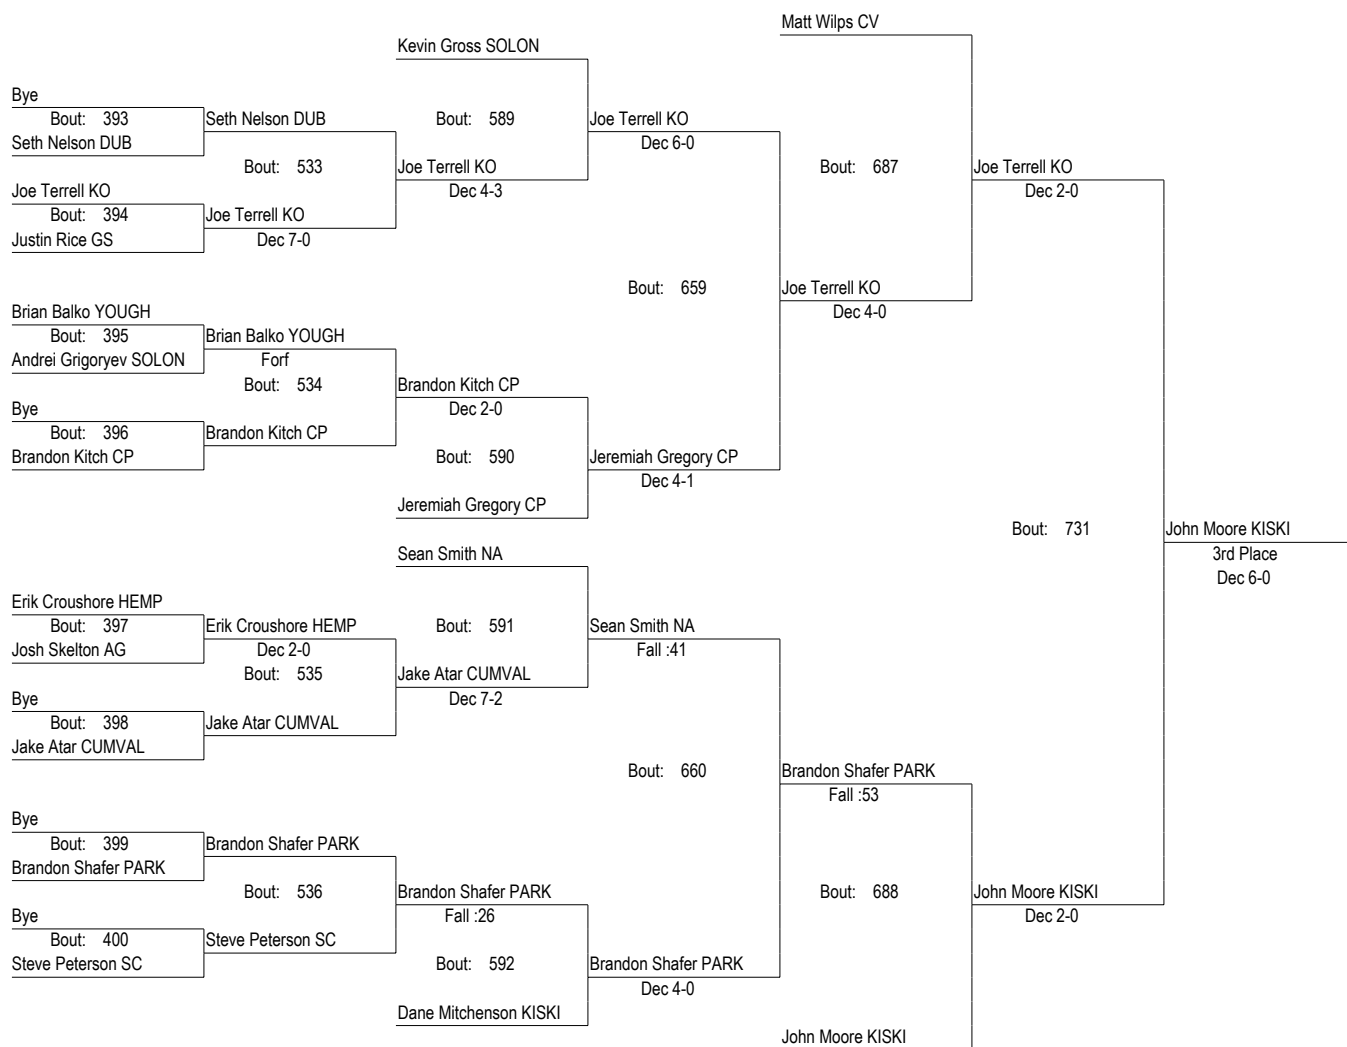 Matt Wilps CV
Kevin Gross SOLON
Bye
Bout: 393
Seth Nelson DUB
Bout: 589
Joe Terrell KO
Seth Nelson DUB
Dec 6-0
Bout: 533
Joe Terrell KO
Bout: 687
Joe Terrell KO
Joe Terrell KO
Dec 4-3
Dec 2-0
Bout: 394
Joe Terrell KO
Justin Rice GS
Dec 7-0
Bout: 659
Joe Terrell KO
Brian Balko YOUGH
Dec 4-0
Bout: 395
Brian Balko YOUGH
Andrei Grigoryev SOLON
Forf
Bout: 534
Brandon Kitch CP
Bye
Dec 2-0
Bout: 396
Brandon Kitch CP
Brandon Kitch CP
Bout: 590
Jeremiah Gregory CP
Dec 4-1
Jeremiah Gregory CP
Bout: 731
John Moore KISKI
Sean Smith NA
3rd Place
Dec 6-0
Erik Croushore HEMP
Bout: 397
Erik Croushore HEMP
Bout: 591
Sean Smith NA
Josh Skelton AG
Dec 2-0
Fall :41
Bout: 535
Jake Atar CUMVAL
Bye
Dec 7-2
Bout: 398
Jake Atar CUMVAL
Jake Atar CUMVAL
Bout: 660
Brandon Shafer PARK
Fall :53
Bye
Bout: 399
Brandon Shafer PARK
Brandon Shafer PARK
Bout: 536
Brandon Shafer PARK
Bout: 688
John Moore KISKI
Bye
Fall :26
Dec 2-0
Bout: 400
Steve Peterson SC
Steve Peterson SC
Bout: 592
Brandon Shafer PARK
Dec 4-0
Dane Mitchenson KISKI
John Moore KISKI